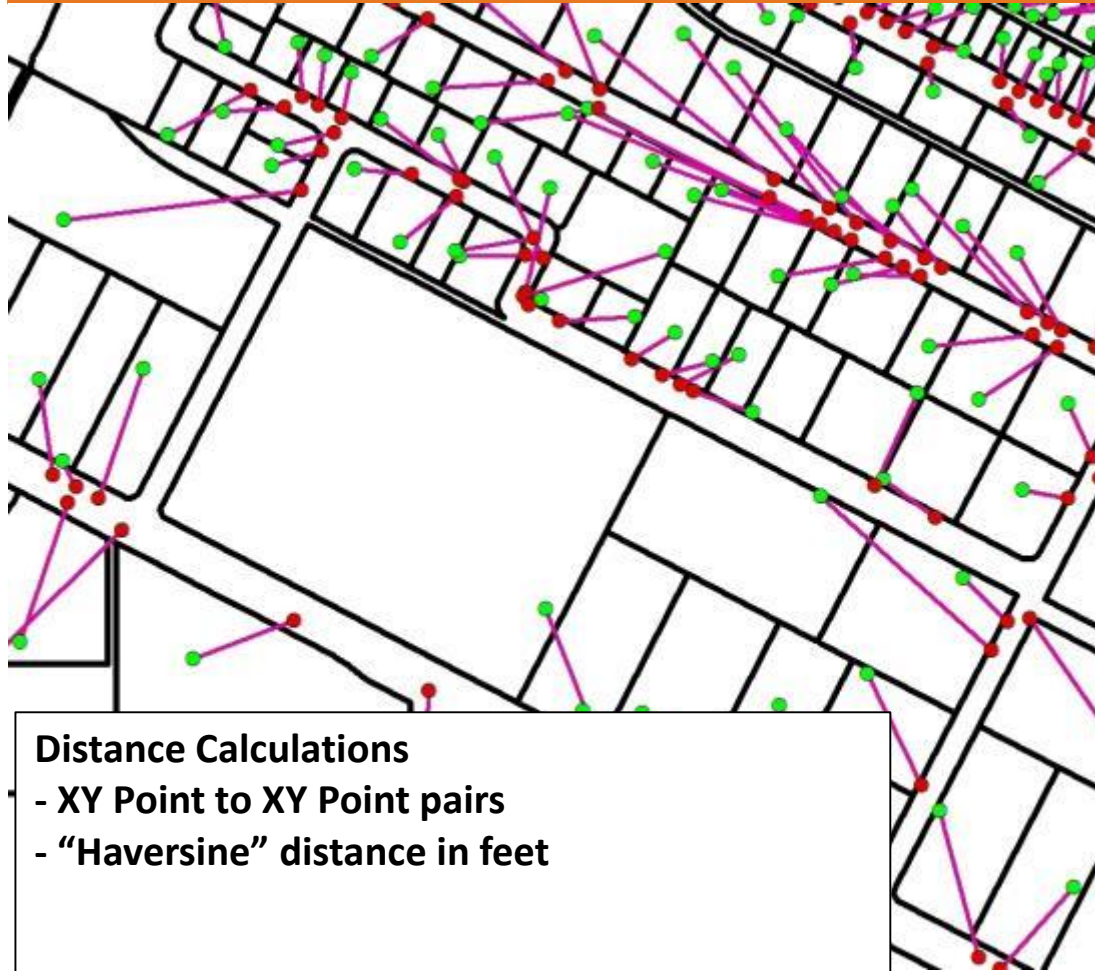 Distance Calculations
- XY Point to XY Point pairs
- “Haversine” distance in feet